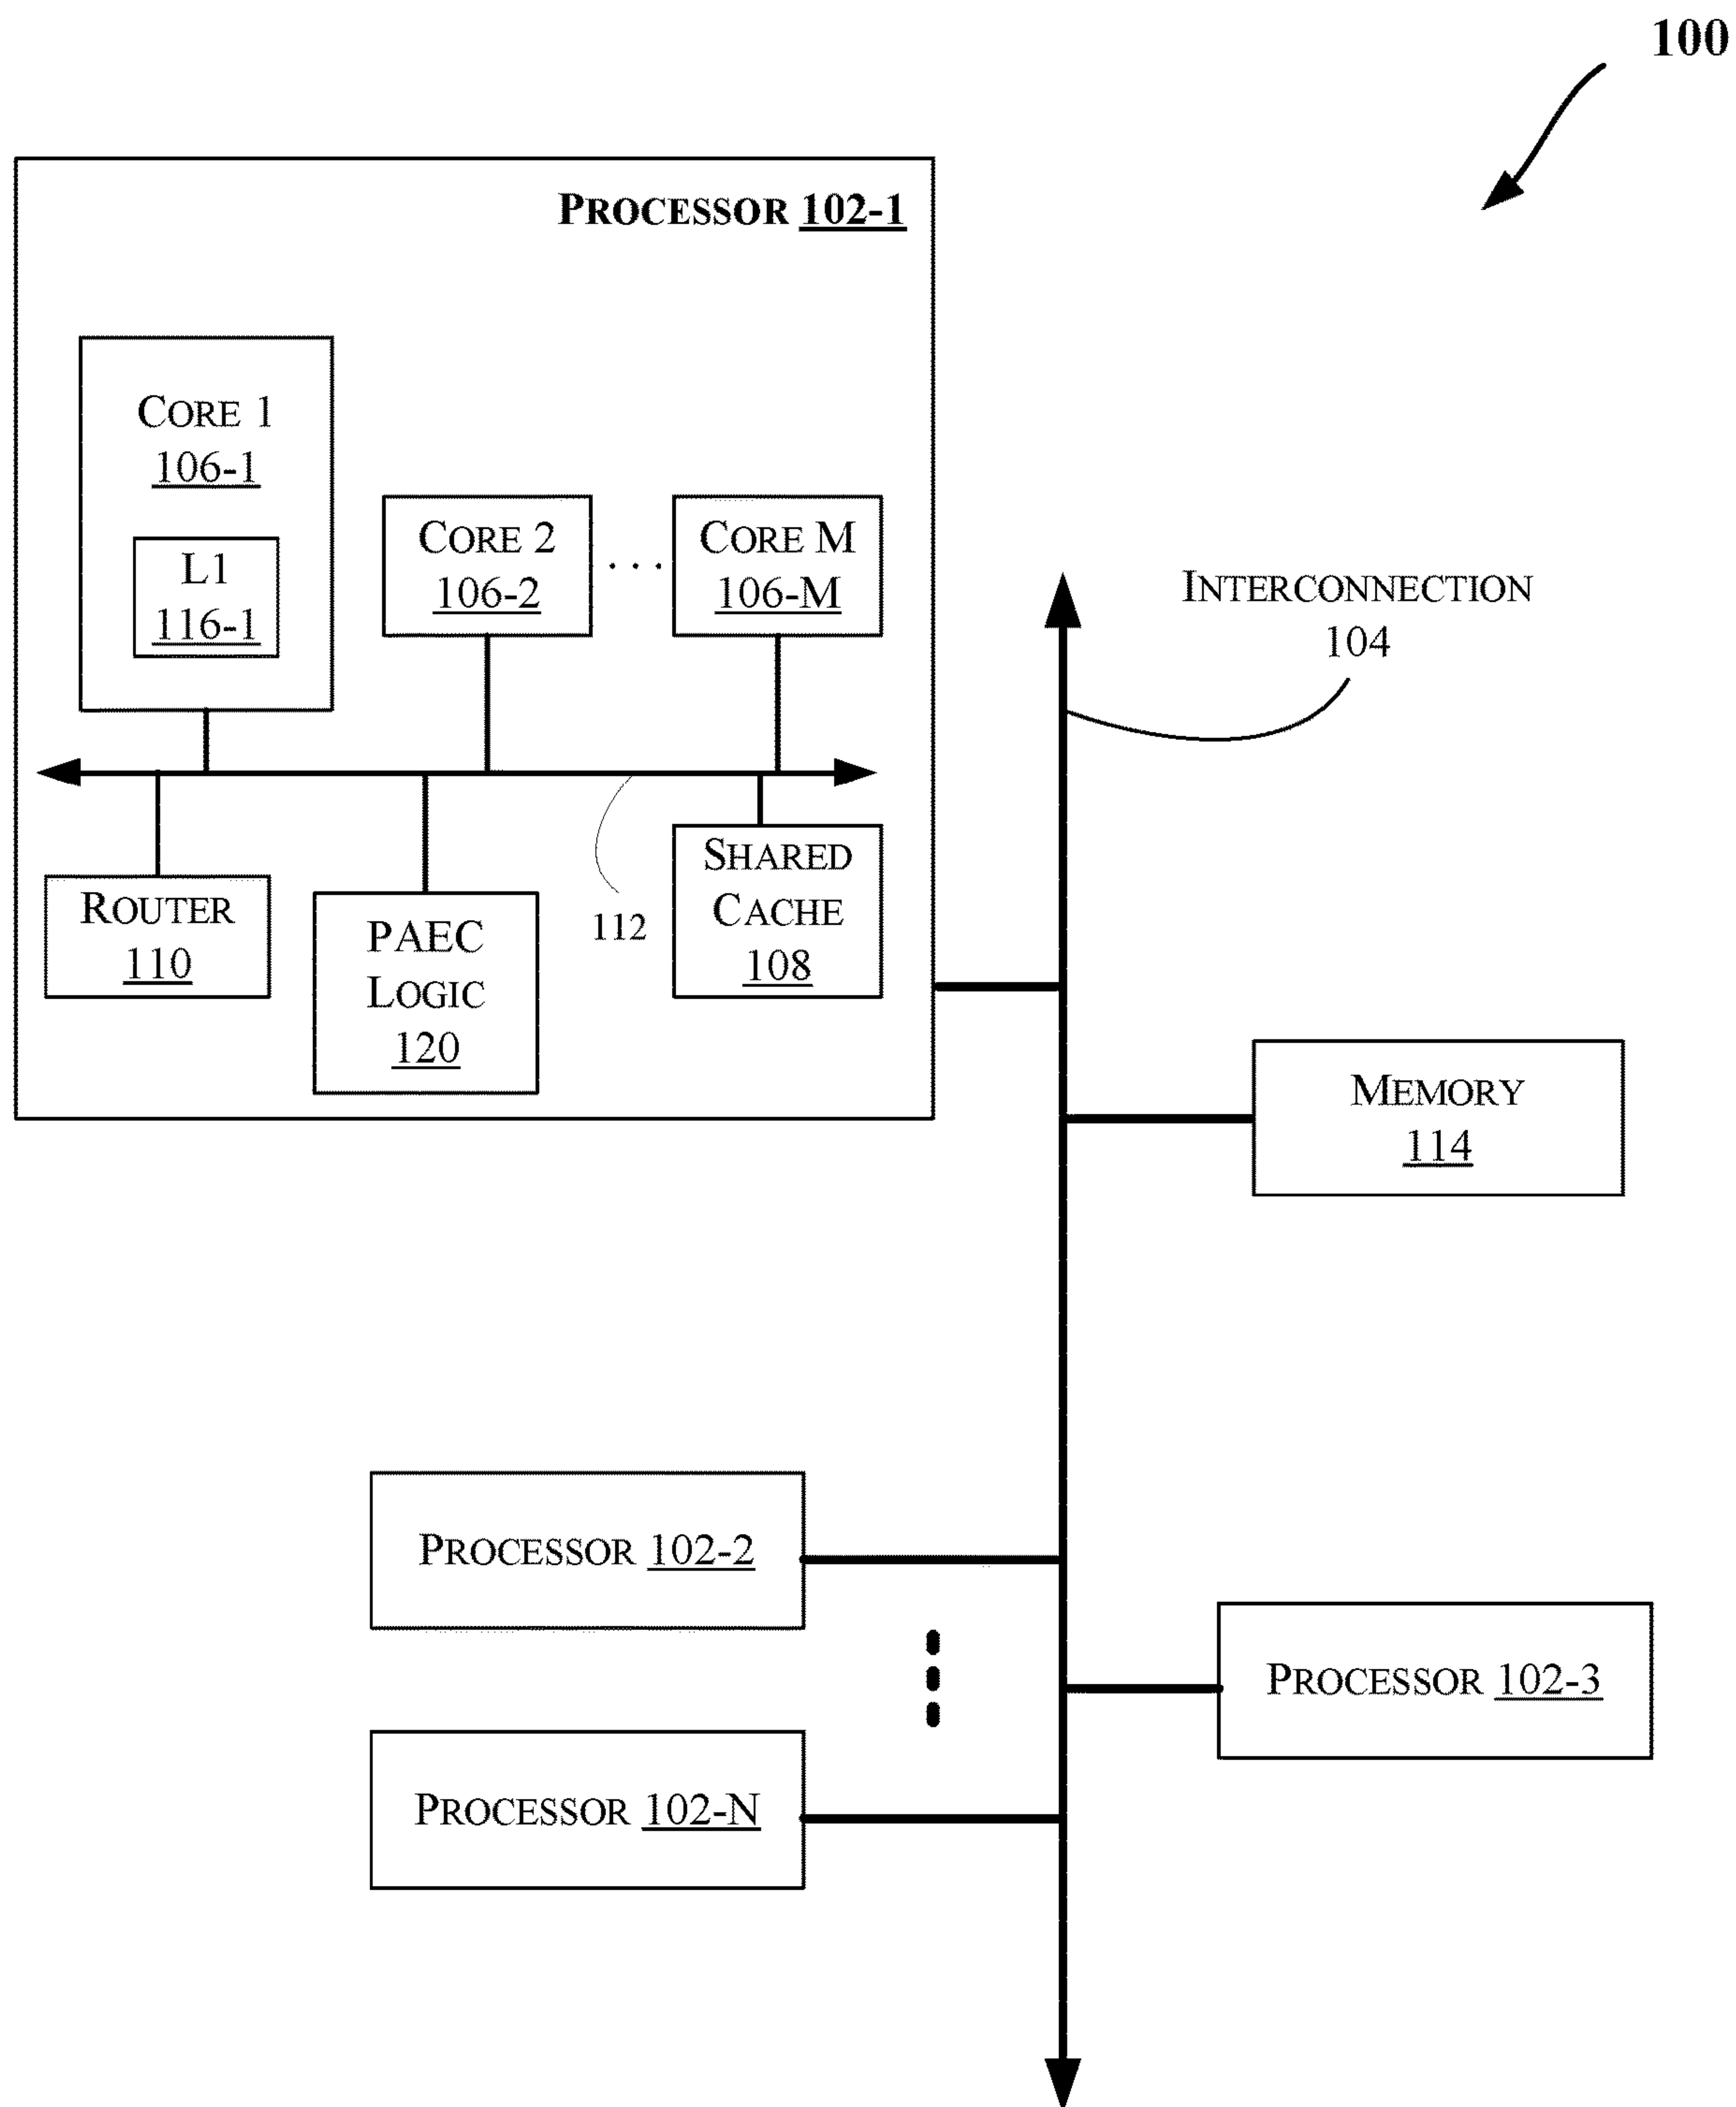 100
PROCESSOR 102-1
CORE 1
106-1
L1
116-1
CORE 2
106-2
. . .
CORE M
106-M
INTERCONNECTION
104
ROUTER
110
PAEC
LOGIC
120
112
SHARED
CACHE
108
MEMORY
114
PROCESSOR 102-2
PROCESSOR 102-3
PROCESSOR 102-N